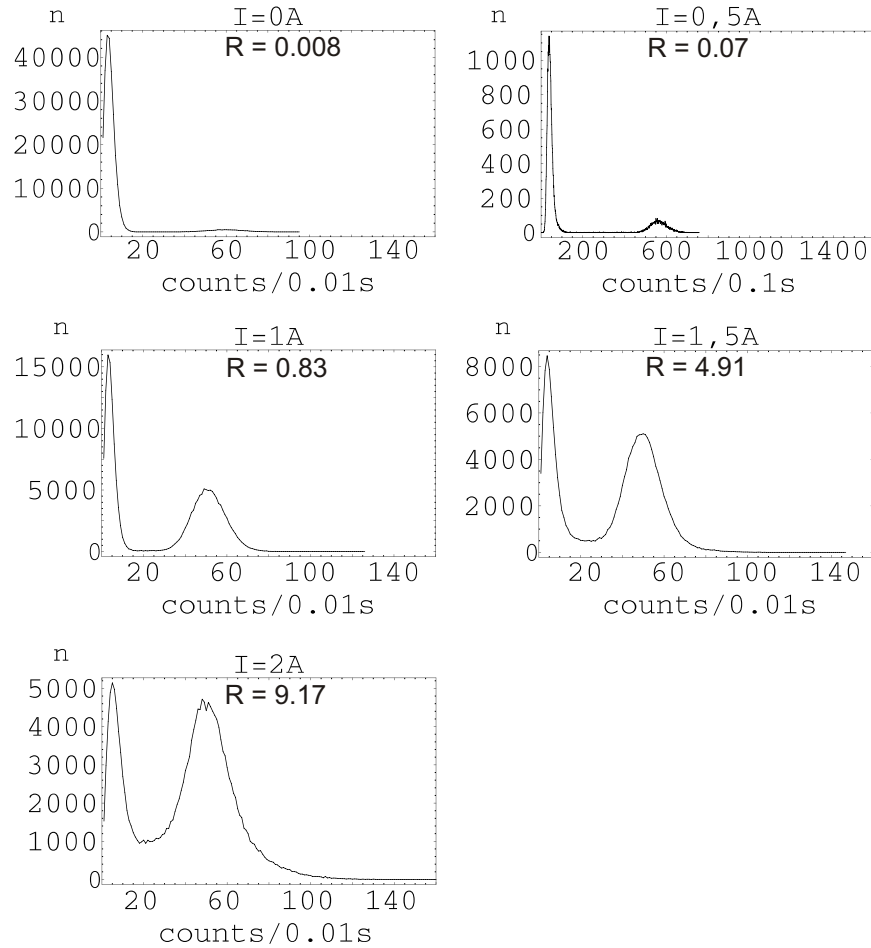 n
I=0A
R = 0.008
40000
30000
20000
10000
0
20 60 100 140
counts/0.01s
n
I=0,5A
R = 0.07
1000
800
600
400
200
0
200 600 1000 1400
counts/0.1s
n
I=1A
R = 0.83
15000
10000
5000
0
20 60 100 140
counts/0.01s
n
I=1,5A
R = 4.91
8000
6000
4000
2000
0
20 60 100 140
counts/0.01s
n
I=2A
R = 9.17
5000
4000
3000
2000
1000
0
20 60 100 140
counts/0.01s